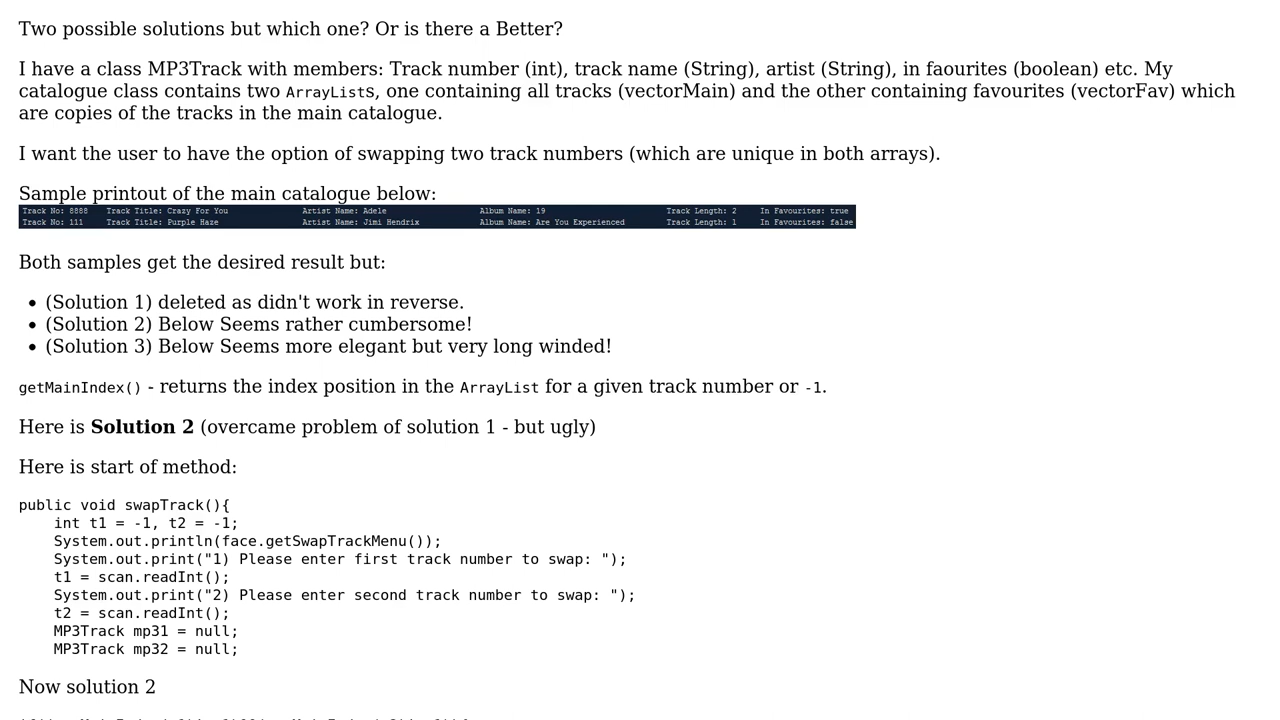 Two possible solutions but which one? Or is there a Better?
I have a class MP3Track with members: Track number (int), track name (String), artist (String), in faourites (boolean) etc. My
catalogue class contains two ArrayLists, one containing all tracks (vectorMain) and the other containing favourites (vectorFav) which
are copies of the tracks in the main catalogue.
I want the user to have the option of swapping two track numbers (which are unique in both arrays).
Sample printout of the main catalogue below:
Track No: 8888 Track Title: Crazy For You Artist Name: Adele Album Name: 19 Track Length: 2 In Favourites: true
Track No: 111 Track Title: Purple Haze Artist Name: Jimi Hendrix Album Name: Are You Experienced Track Length: 1 In Favourites: false
Both samples get the desired result but:
• (Solution 1) deleted as didn't work in reverse.
• (Solution 2) Below Seems rather cumbersome!
• (Solution 3) Below Seems more elegant but very long winded!
getMainIndex() - returns the index position in the ArrayList for a given track number or -1.
Here is Solution 2 (overcame problem of solution 1 - but ugly)
Here is start of method:
public void swapTrack(){
    int t1 = -1, t2 = -1;
    System.out.println(face.getSwapTrackMenu());
    System.out.print("1) Please enter first track number to swap: ");
    t1 = scan.readInt();
    System.out.print("2) Please enter second track number to swap: ");
    t2 = scan.readInt();
    MP3Track mp31 = null;
    MP3Track mp32 = null;
Now solution 2